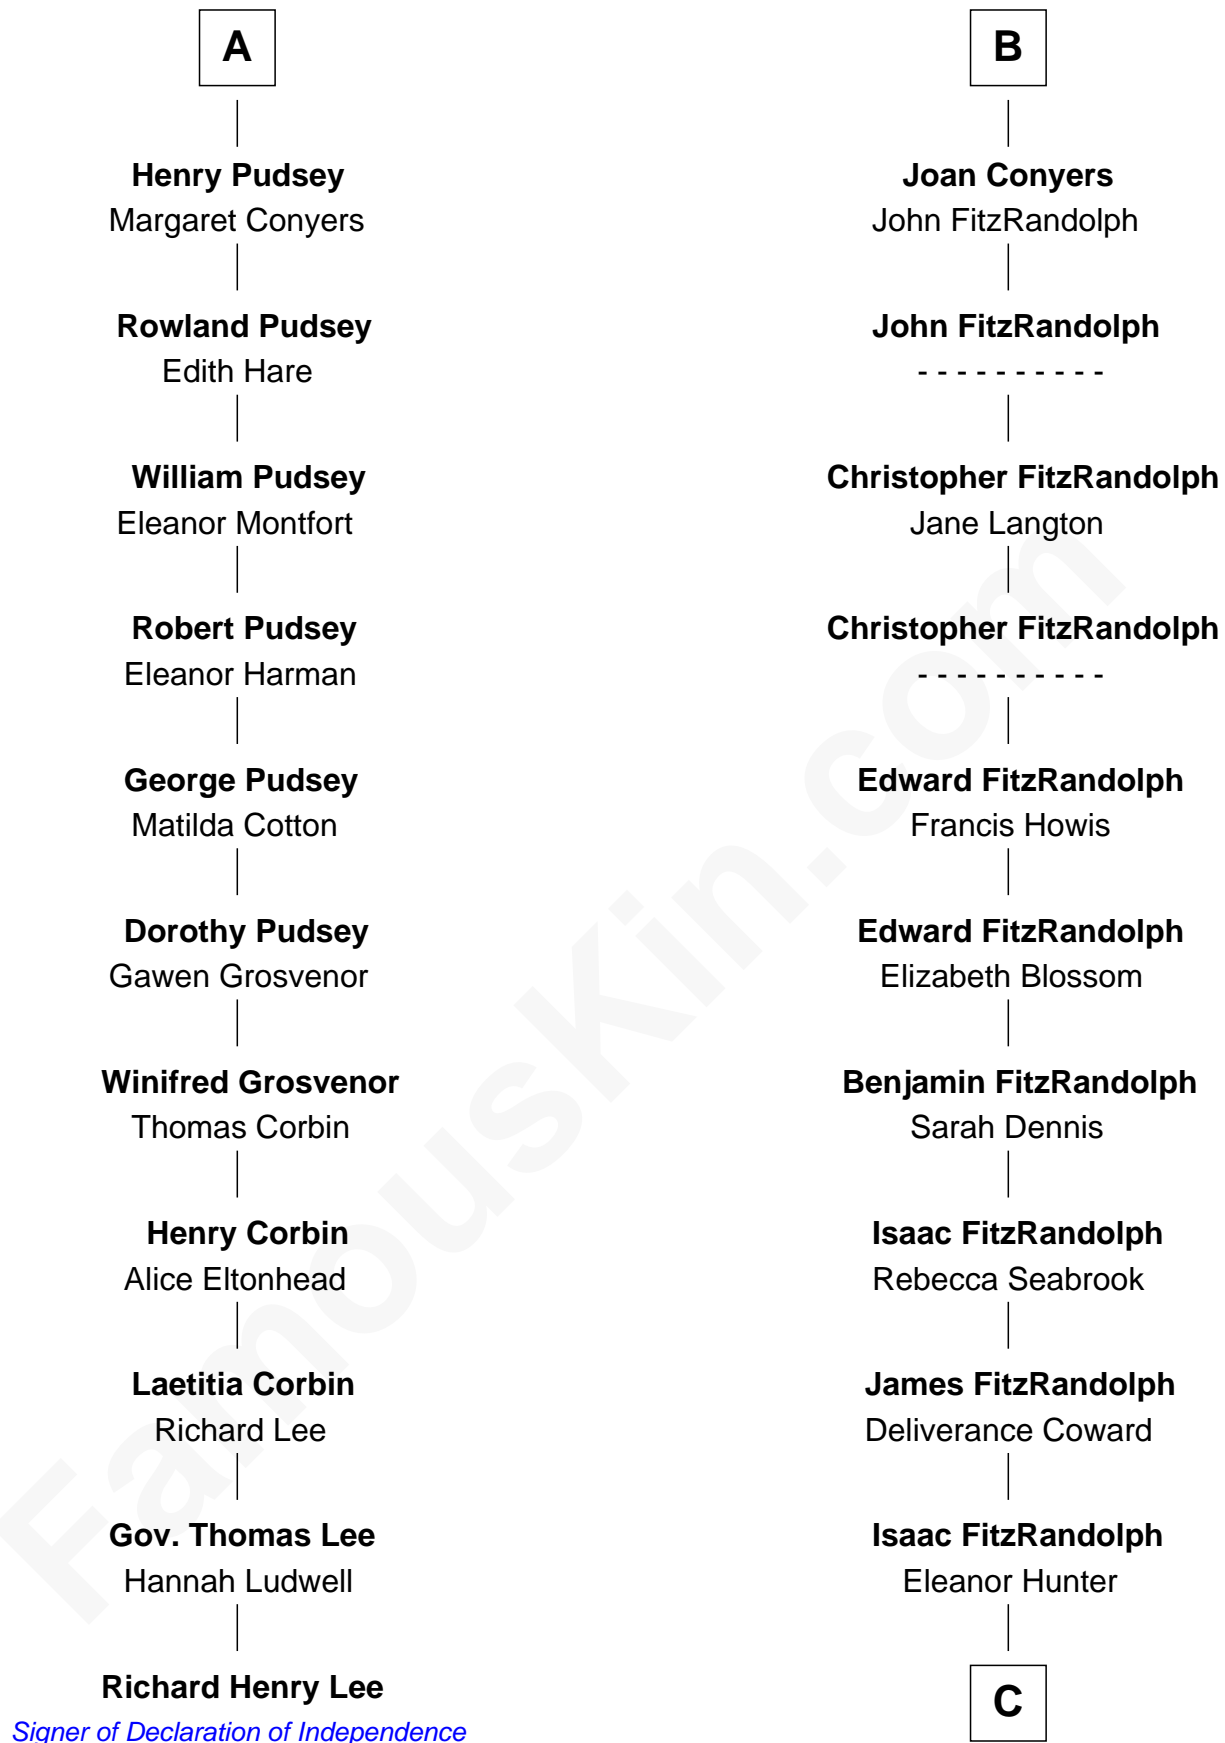 A
Henry Pudsey
Margaret Conyers
Rowland Pudsey
Edith Hare
William Pudsey
Eleanor Montfort
Robert Pudsey
Eleanor Harman
George Pudsey
Matilda Cotton
Dorothy Pudsey
Gawen Grosvenor
Winifred Grosvenor
Thomas Corbin
Henry Corbin
Alice Eltonhead
Laetitia Corbin
Richard Lee
Gov. Thomas Lee
Hannah Ludwell
Richard Henry Lee
Signer of Declaration of Independence
B
Joan Conyers
John FitzRandolph
John FitzRandolph
- - - - - - - - - -
Christopher FitzRandolph
Jane Langton
Christopher FitzRandolph
- - - - - - - - - -
Edward FitzRandolph
Francis Howis
Edward FitzRandolph
Elizabeth Blossom
Benjamin FitzRandolph
Sarah Dennis
Isaac FitzRandolph
Rebecca Seabrook
James FitzRandolph
Deliverance Coward
Isaac FitzRandolph
Eleanor Hunter
C
FamousKin.com